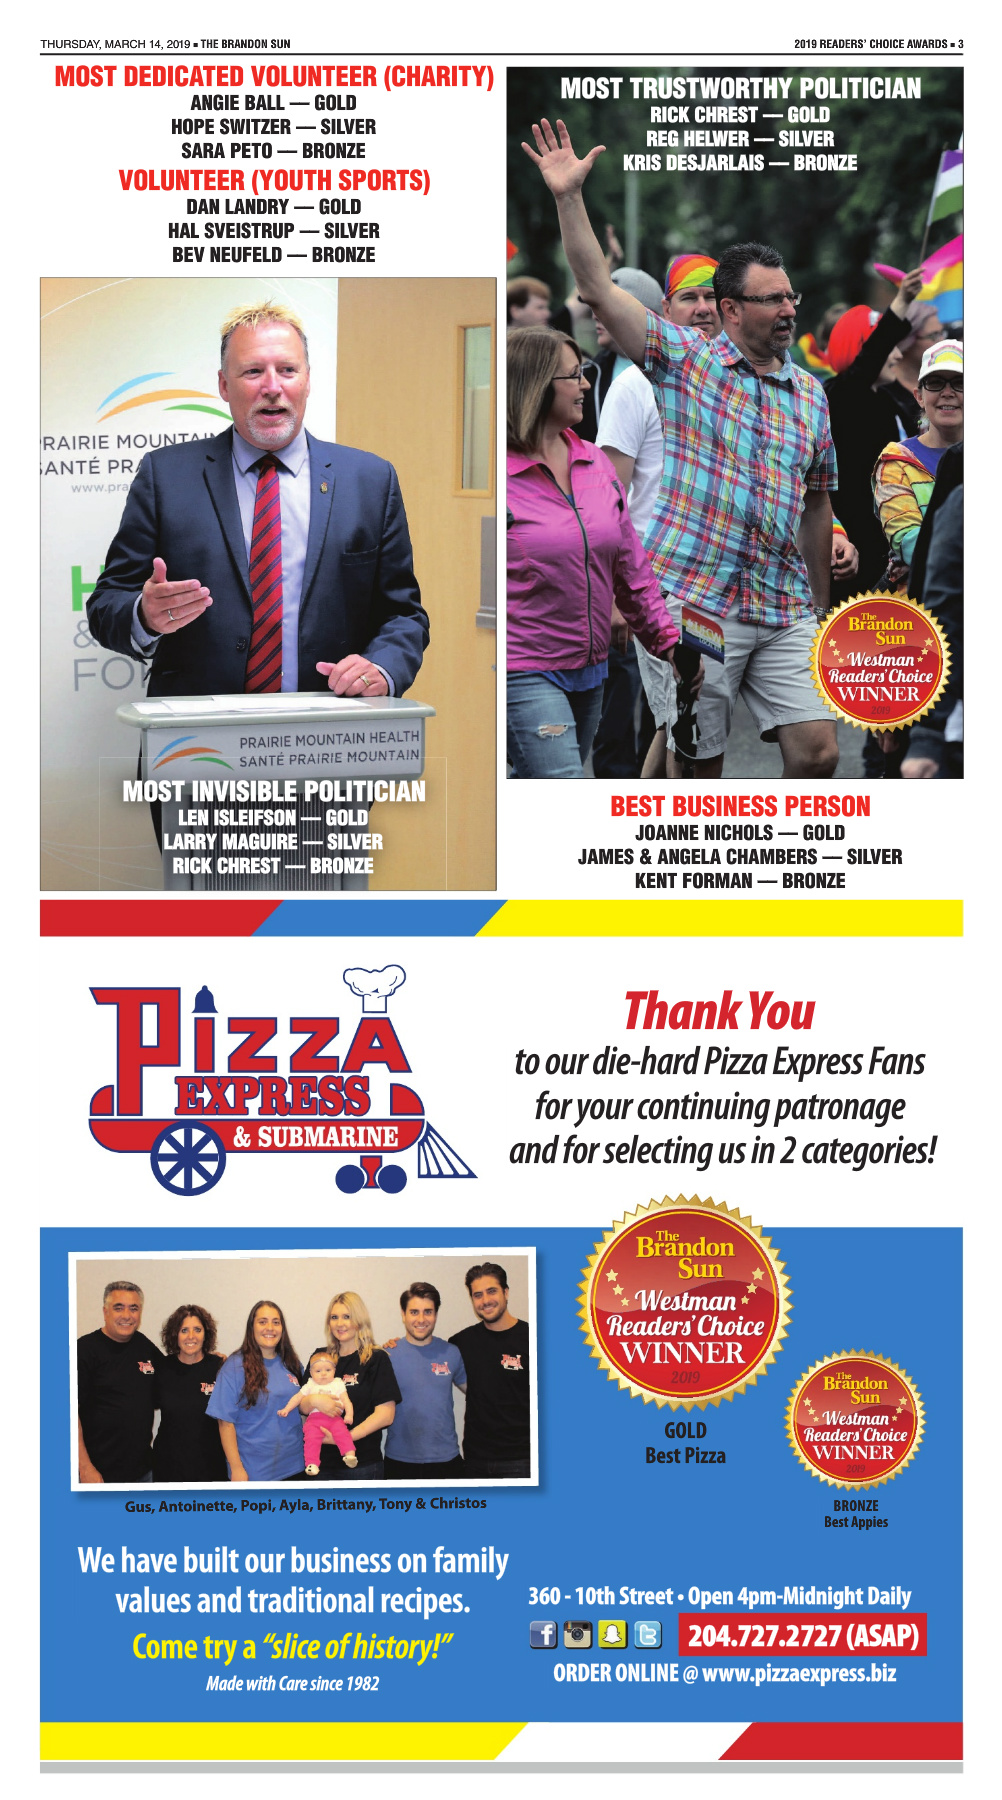 THURSDAY, MARCH 14, 2019 ▪ THE BRANDON SUN
2019 READERS' CHOICE AWARDS ▪ 3
MOST DEDICATED VOLUNTEER (CHARITY)
ANGIE BALL — GOLD
HOPE SWITZER — SILVER
SARA PETO — BRONZE
VOLUNTEER (YOUTH SPORTS)
DAN LANDRY — GOLD
HAL SVEISTRUP — SILVER
BEV NEUFELD — BRONZE
PRAIRIE MOUNTAIN HEALTH
SANTÉ PRAIRIE MOUNTAIN
MOST INVISIBLE POLITICIAN
LEN ISLEIFSON — GOLD
LARRY MAGUIRE — SILVER
RICK CHREST — BRONZE
MOST TRUSTWORTHY POLITICIAN
RICK CHREST — GOLD
REG HELWER — SILVER
KRIS DESJARLAIS — BRONZE
The
Brandon
Sun
Westman
Readers' Choice
WINNER
2019
BEST BUSINESS PERSON
JOANNE NICHOLS — GOLD
JAMES & ANGELA CHAMBERS — SILVER
KENT FORMAN — BRONZE
PIZZA
EXPRESS
& SUBMARINE
Thank You
to our die-hard Pizza Express Fans
for your continuing patronage
and for selecting us in 2 categories!
The
Brandon
Sun
Westman
Readers' Choice
WINNER
2019
GOLD
Best Pizza
The
Brandon
Sun
Westman
Readers' Choice
WINNER
2019
BRONZE
Best Appies
Gus, Antoinette, Popi, Ayla, Brittany, Tony & Christos
We have built our business on family
values and traditional recipes.
Come try a "slice of history!"
Made with Care since 1982
360 - 10th Street • Open 4pm-Midnight Daily
204.727.2727 (ASAP)
ORDER ONLINE @ www.pizzaexpress.biz